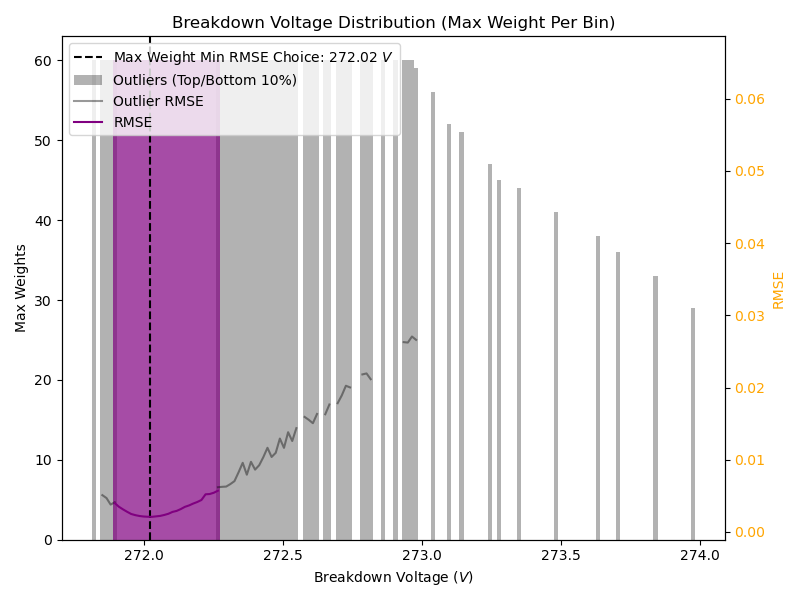 Breakdown Voltage Distribution (Max Weight Per Bin)
Max Weight Min RMSE Choice: 272.02 V
Outliers (Top/Bottom 10%)
Outlier RMSE
RMSE
Max Weights
60
50
40
30
20
10
0
0.06
0.05
0.04
0.03
0.02
0.01
0.00
RMSE
272.0 272.5 273.0 273.5 274.0
Breakdown Voltage (V)